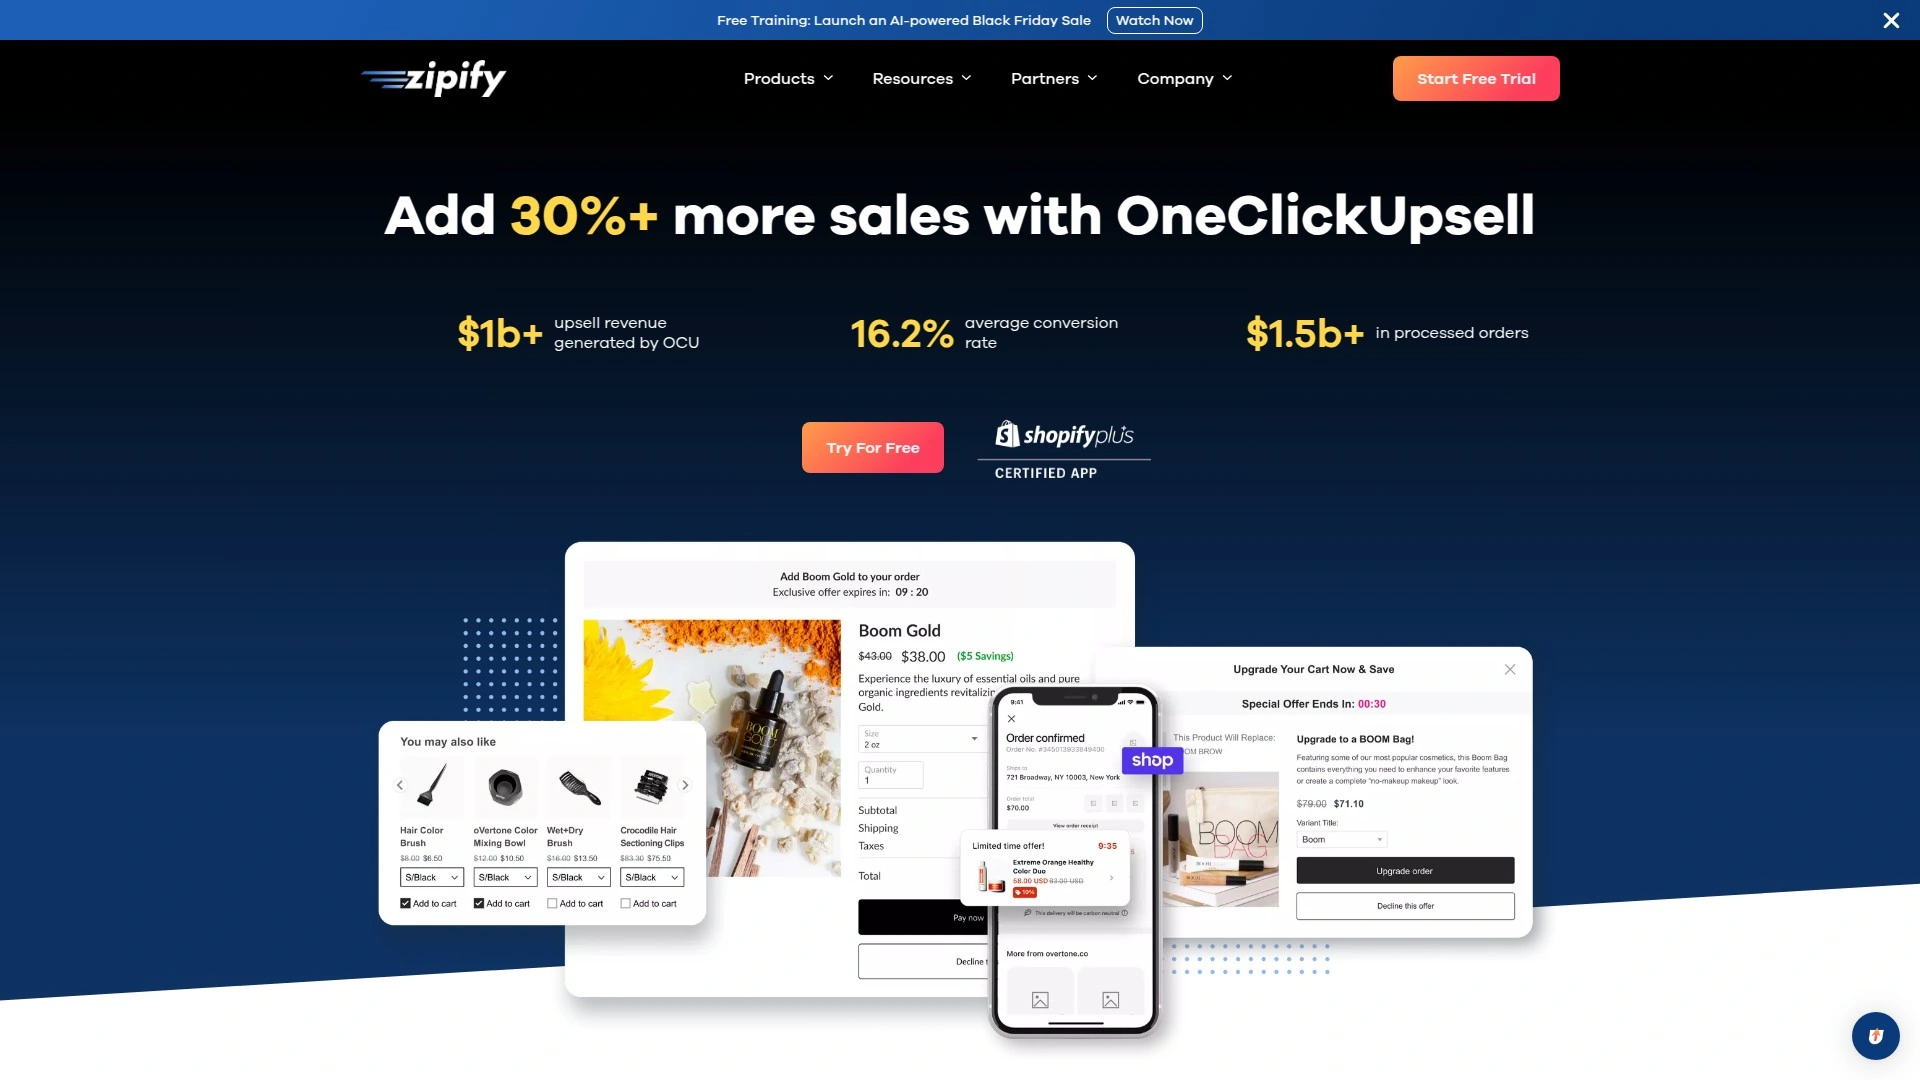 Free Training: Launch an AI-powered Black Friday Sale Watch Now
zipify
Products Resources Partners Company
Start Free Trial
Add 30%+ more sales with OneClickUpsell
$1b+ upsell revenue generated by OCU
16.2% average conversion rate
$1.5b+ in processed orders
Try For Free
shopifyplus
CERTIFIED APP
Add Boom Gold to your order
Exclusive offer expires in: 09 : 20
Boom Gold
$43.00 $38.00 ($5 Savings)
Experience the luxury of essential oils and pure
organic ingredients
Gold.
Size
2 oz
Quantity
1
Subtotal
Shipping
Taxes
Total
Pay now
Decline
BOOM
GOLD
You may also like
Hair Color Brush
$8.00 $6.50
S/Black
Add to cart
oVertone Color Mixing Bowl
$12.00 $10.50
S/Black
Add to cart
Wet+Dry Brush
$16.00 $13.50
S/Black
Add to cart
Crocodile Hair Sectioning Clips
$83.30 $75.50
S/Black
Add to cart
9:41
Order confirmed
Order No: #345013933849400
Ships to
721 Broadway, NY 10003, New York
Order total
$70.00
View order receipt
shop
Limited time offer! 9:35
Extreme Orange Healthy
Color Duo
58.00 USD 63.00 USD
10%
This delivery will be carbon neutral
More from overtone.co
Upgrade Your Cart Now & Save
Special Offer Ends In: 00:30
This Product Will Replace:
OM BROW
BOOM
BAG
Upgrade to a BOOM Bag!
Featuring some of our most popular cosmetics, this Boom Bag
contains everything you need to enhance your favorite features
or create a complete "no-makeup makeup" look.
$79.00 $71.10
Variant Title:
Boom
Upgrade order
Decline this offer